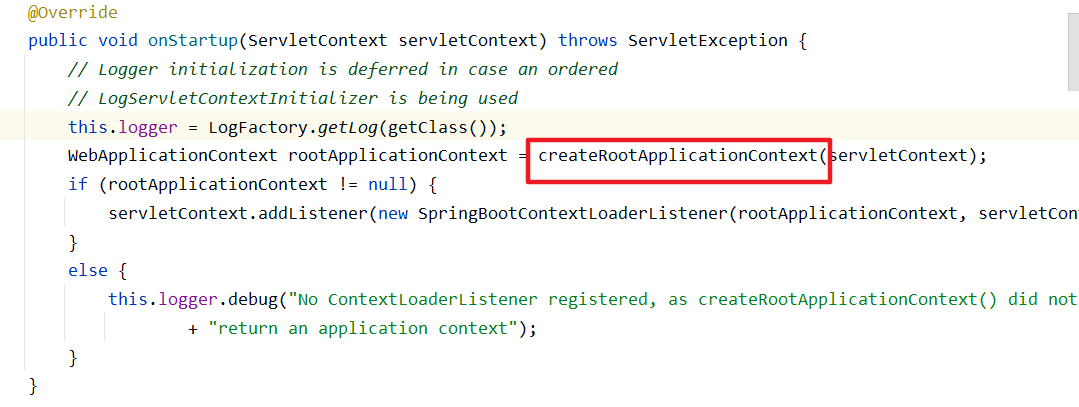 @Override
public void onStartup(ServletContext servletContext) throws ServletException {
// Logger initialization is deferred in case an ordered
// LogServletContextInitializer is being used
this.logger = LogFactory.getLog(getClass());
WebApplicationContext rootApplicationContext = createRootApplicationContext(servletContext);
if (rootApplicationContext != null) {
servletContext.addListener(new SpringBootContextLoaderListener(rootApplicationContext, servletCon
}
else {
this.logger.debug("No ContextLoaderListener registered, as createRootApplicationContext() did not
+ "return an application context");
}
}